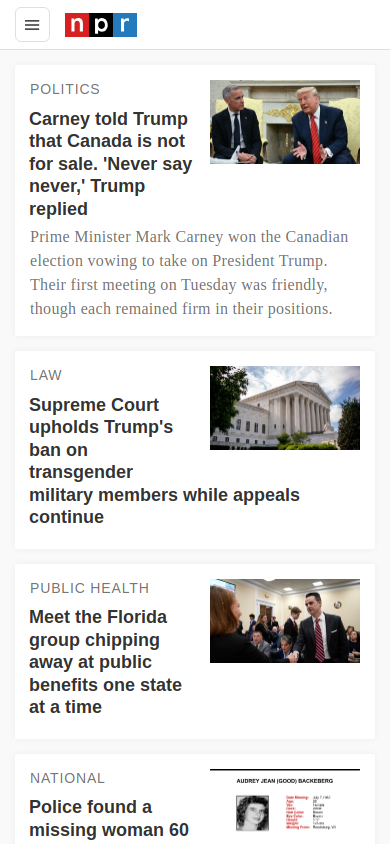 npr
POLITICS
Carney told Trump
that Canada is not
for sale. 'Never say
never,' Trump
replied
Prime Minister Mark Carney won the Canadian
election vowing to take on President Trump.
Their first meeting on Tuesday was friendly,
though each remained firm in their positions.
LAW
Supreme Court
upholds Trump's
ban on
transgender
military members while appeals
continue
PUBLIC HEALTH
Meet the Florida
group chipping
away at public
benefits one state
at a time
NATIONAL
Police found a
missing woman 60
AUDREY JEAN (GOOD) BACKEBERG